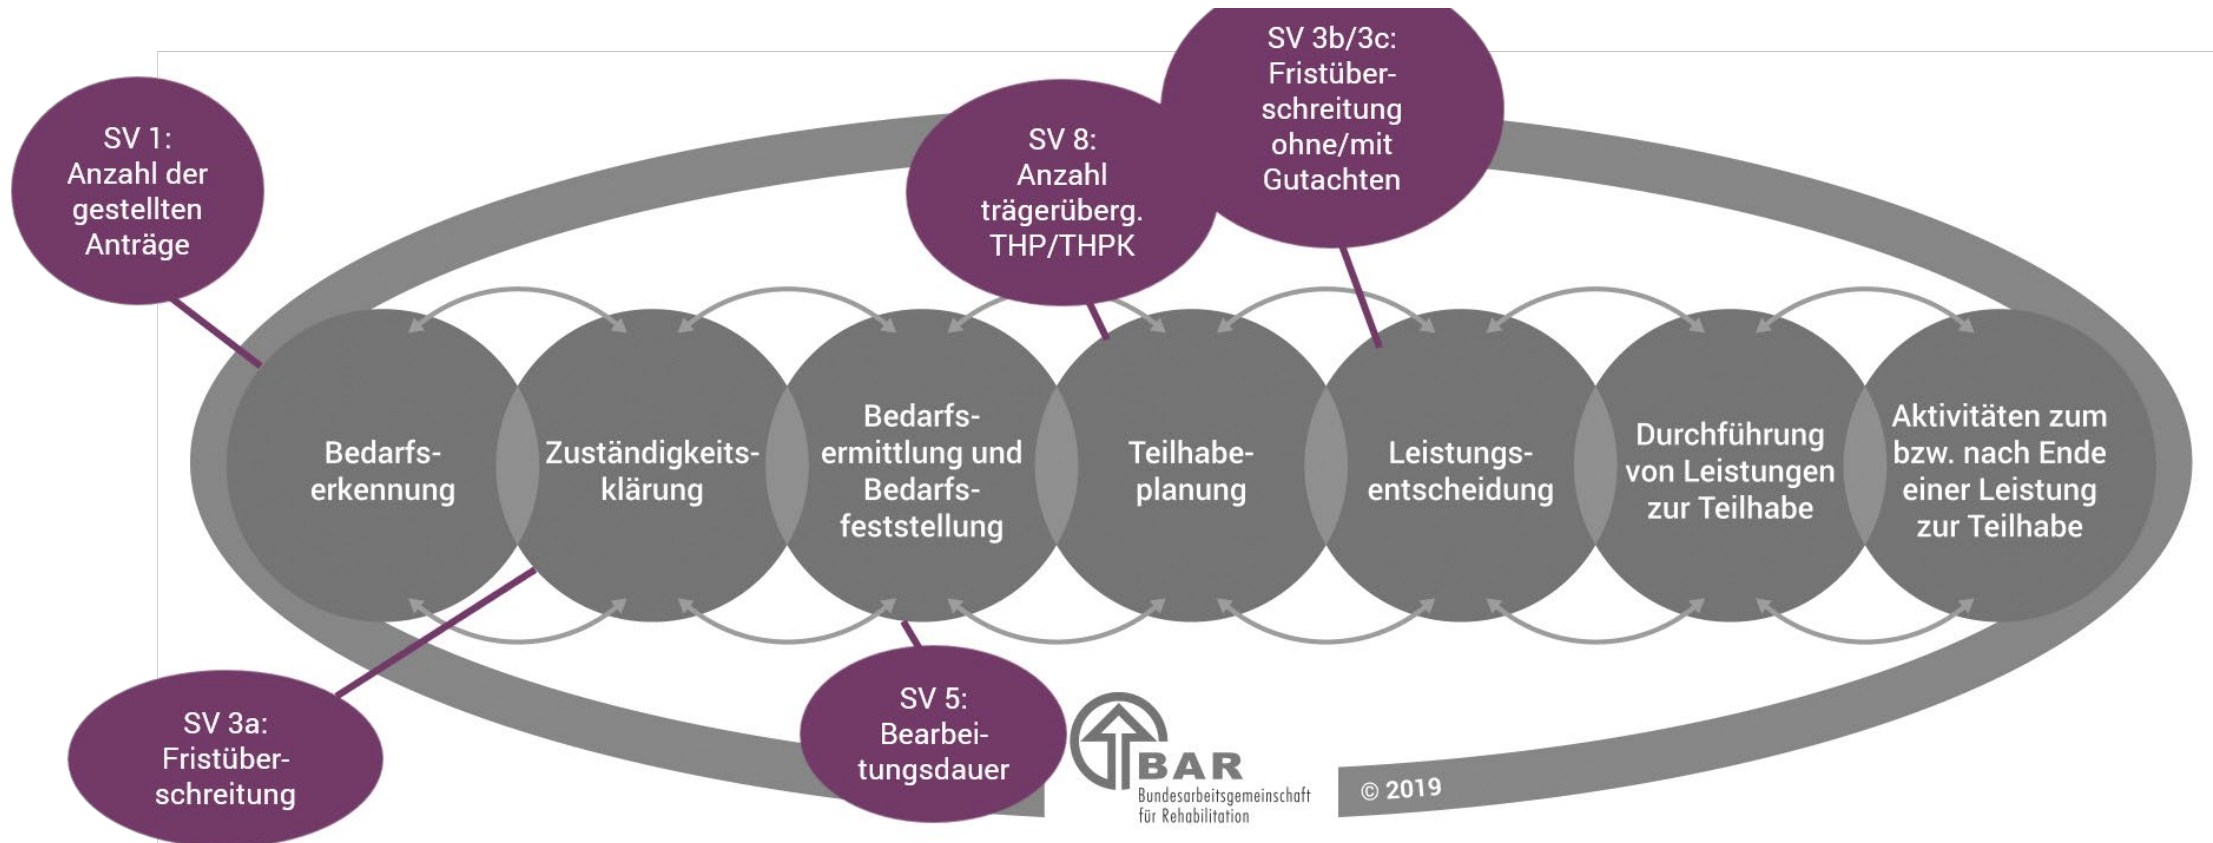 SV 1:
Anzahl der
gestellten
Anträge
SV 8:
Anzahl
trägerüberg.
THP/THPK
SV 3b/3c:
Fristüber-
schreitung
ohne/mit
Gutachten
Bedarfs-
erkennung
Zuständigkeits-
klärung
Bedarfs-
ermittlung und
Bedarfs-
feststellung
Teilhabe-
planung
Leistungs-
entscheidung
Durchführung
von Leistungen
zur Teilhabe
Aktivitäten zum
bzw. nach Ende
einer Leistung
zur Teilhabe
SV 3a:
Fristüber-
schreitung
SV 5:
Bearbei-
tungsdauer
BAR
Bundesarbeitsgemeinschaft
für Rehabilitation
© 2019